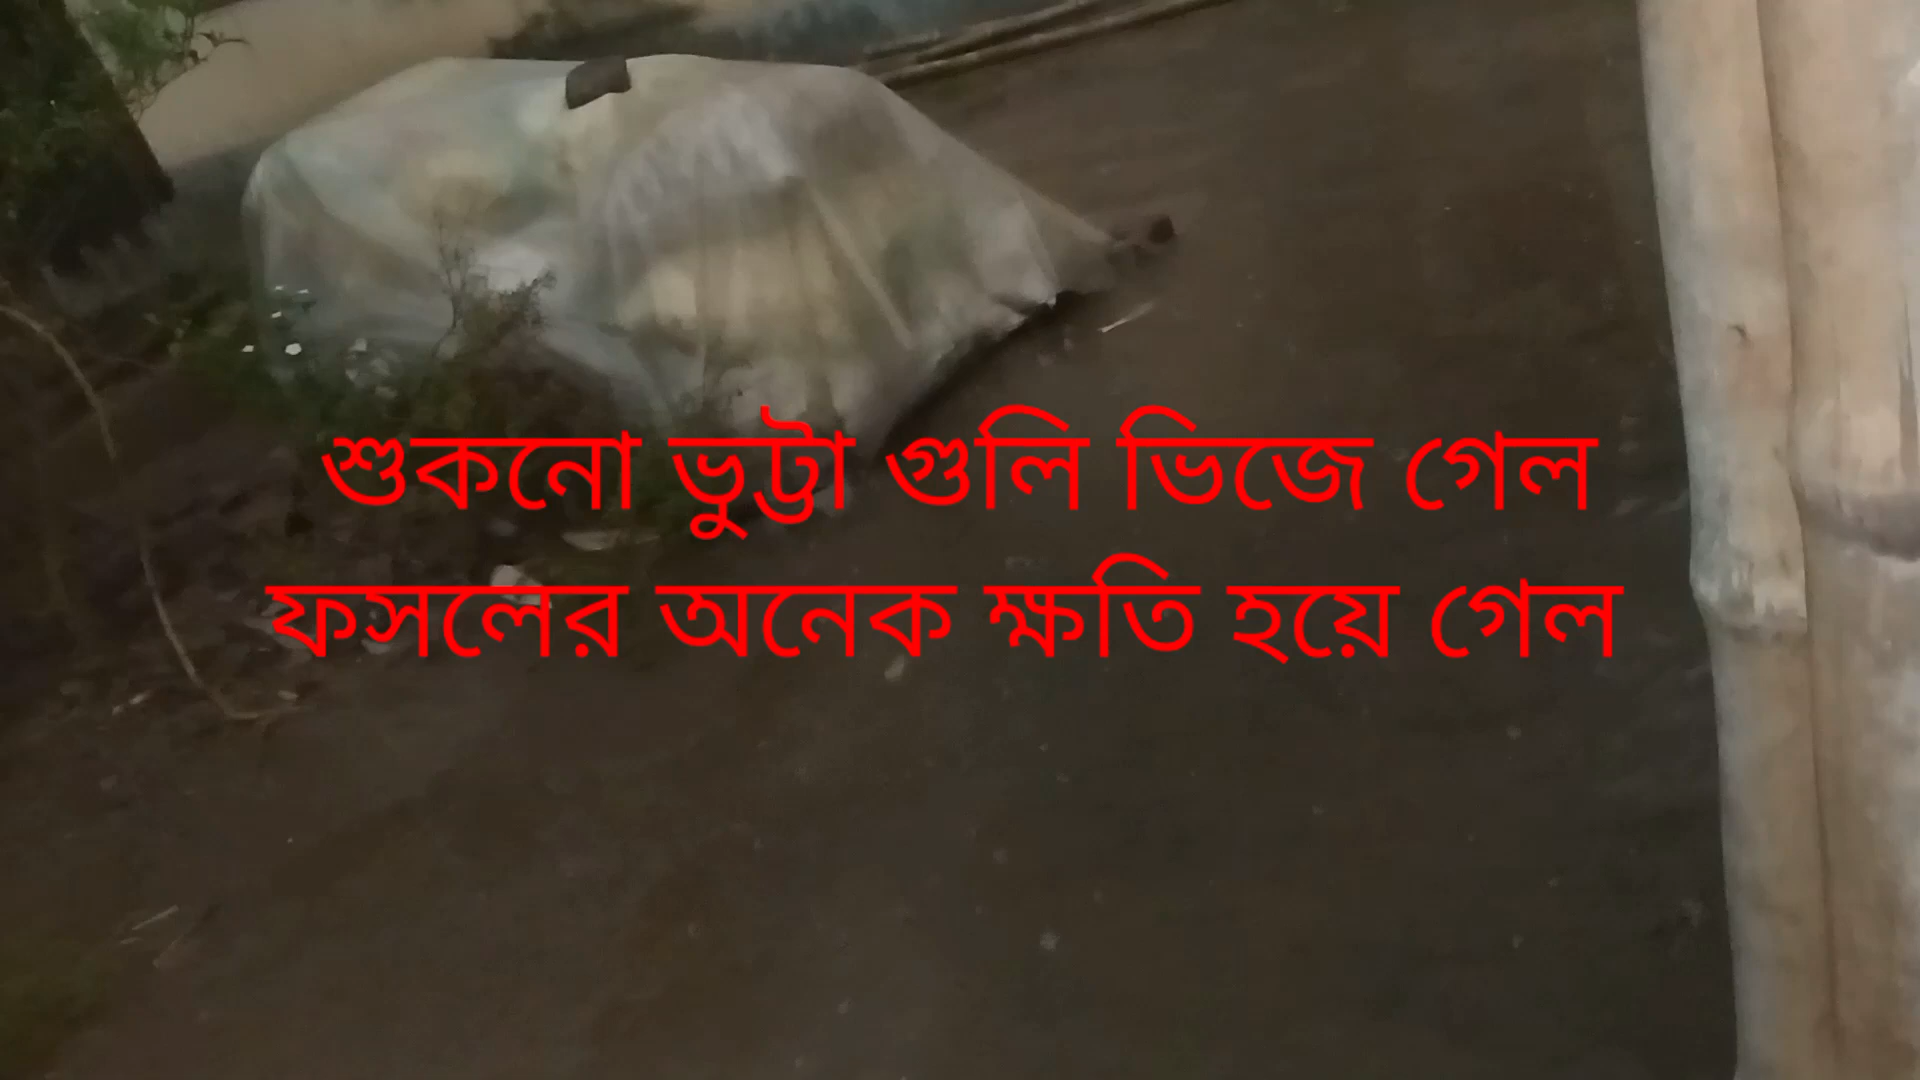 শুকনো ভুট্টা গুলি ভিজে গেল
ফসলের অনেক ক্ষতি হয়ে গেল